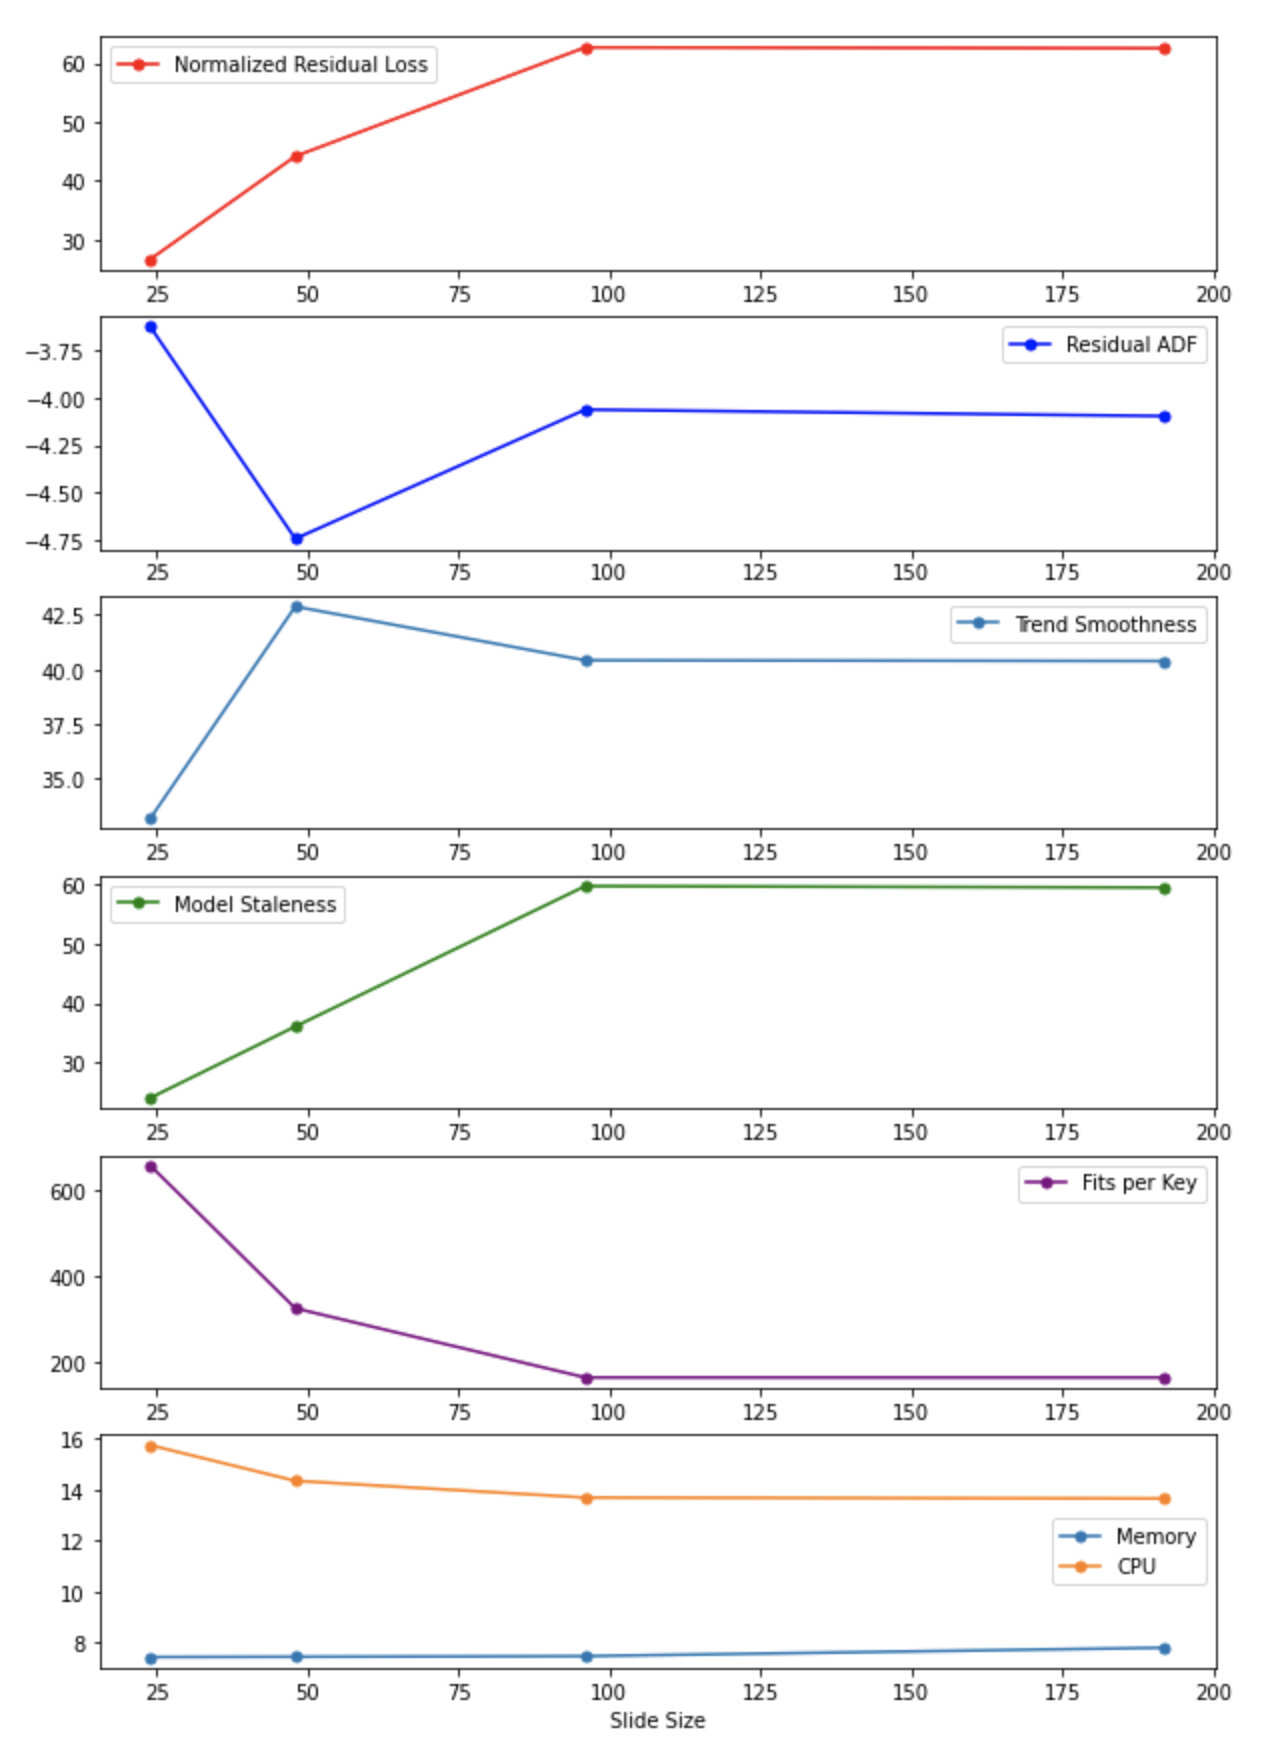 60
50
40
30
Normalized Residual Loss
25 50 75 100 125 150 175 200
−3.75
−4.00
−4.25
−4.50
−4.75
Residual ADF
25 50 75 100 125 150 175 200
42.5
40.0
37.5
35.0
Trend Smoothness
25 50 75 100 125 150 175 200
60
50
40
30
Model Staleness
25 50 75 100 125 150 175 200
600
400
200
Fits per Key
25 50 75 100 125 150 175 200
16
14
12
10
8
Memory
CPU
25 50 75 100 125 150 175 200
Slide Size